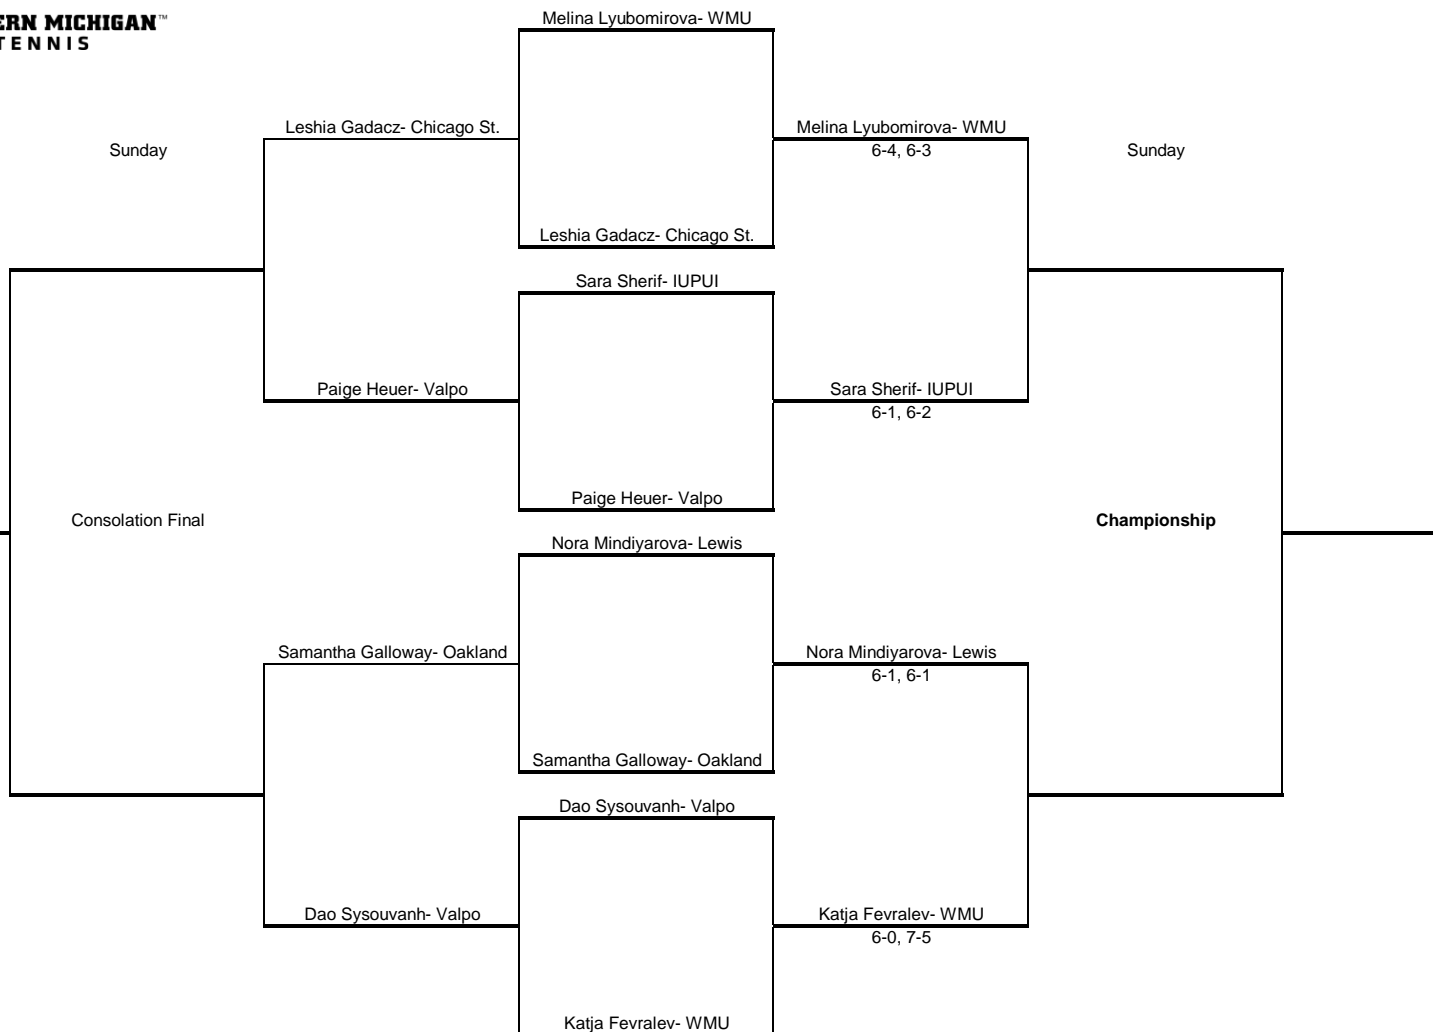 ERN MICHIGAN™
TENNIS
Melina Lyubomirova- WMU
Leshia Gadacz- Chicago St.
Melina Lyubomirova- WMU
Sunday
6-4, 6-3
Sunday
Leshia Gadacz- Chicago St.
Sara Sherif- IUPUI
Paige Heuer- Valpo
Sara Sherif- IUPUI
6-1, 6-2
Paige Heuer- Valpo
Consolation Final
Championship
Nora Mindiyarova- Lewis
Samantha Galloway- Oakland
Nora Mindiyarova- Lewis
6-1, 6-1
Samantha Galloway- Oakland
Dao Sysouvanh- Valpo
Dao Sysouvanh- Valpo
Katja Fevralev- WMU
6-0, 7-5
Katja Fevralev- WMU